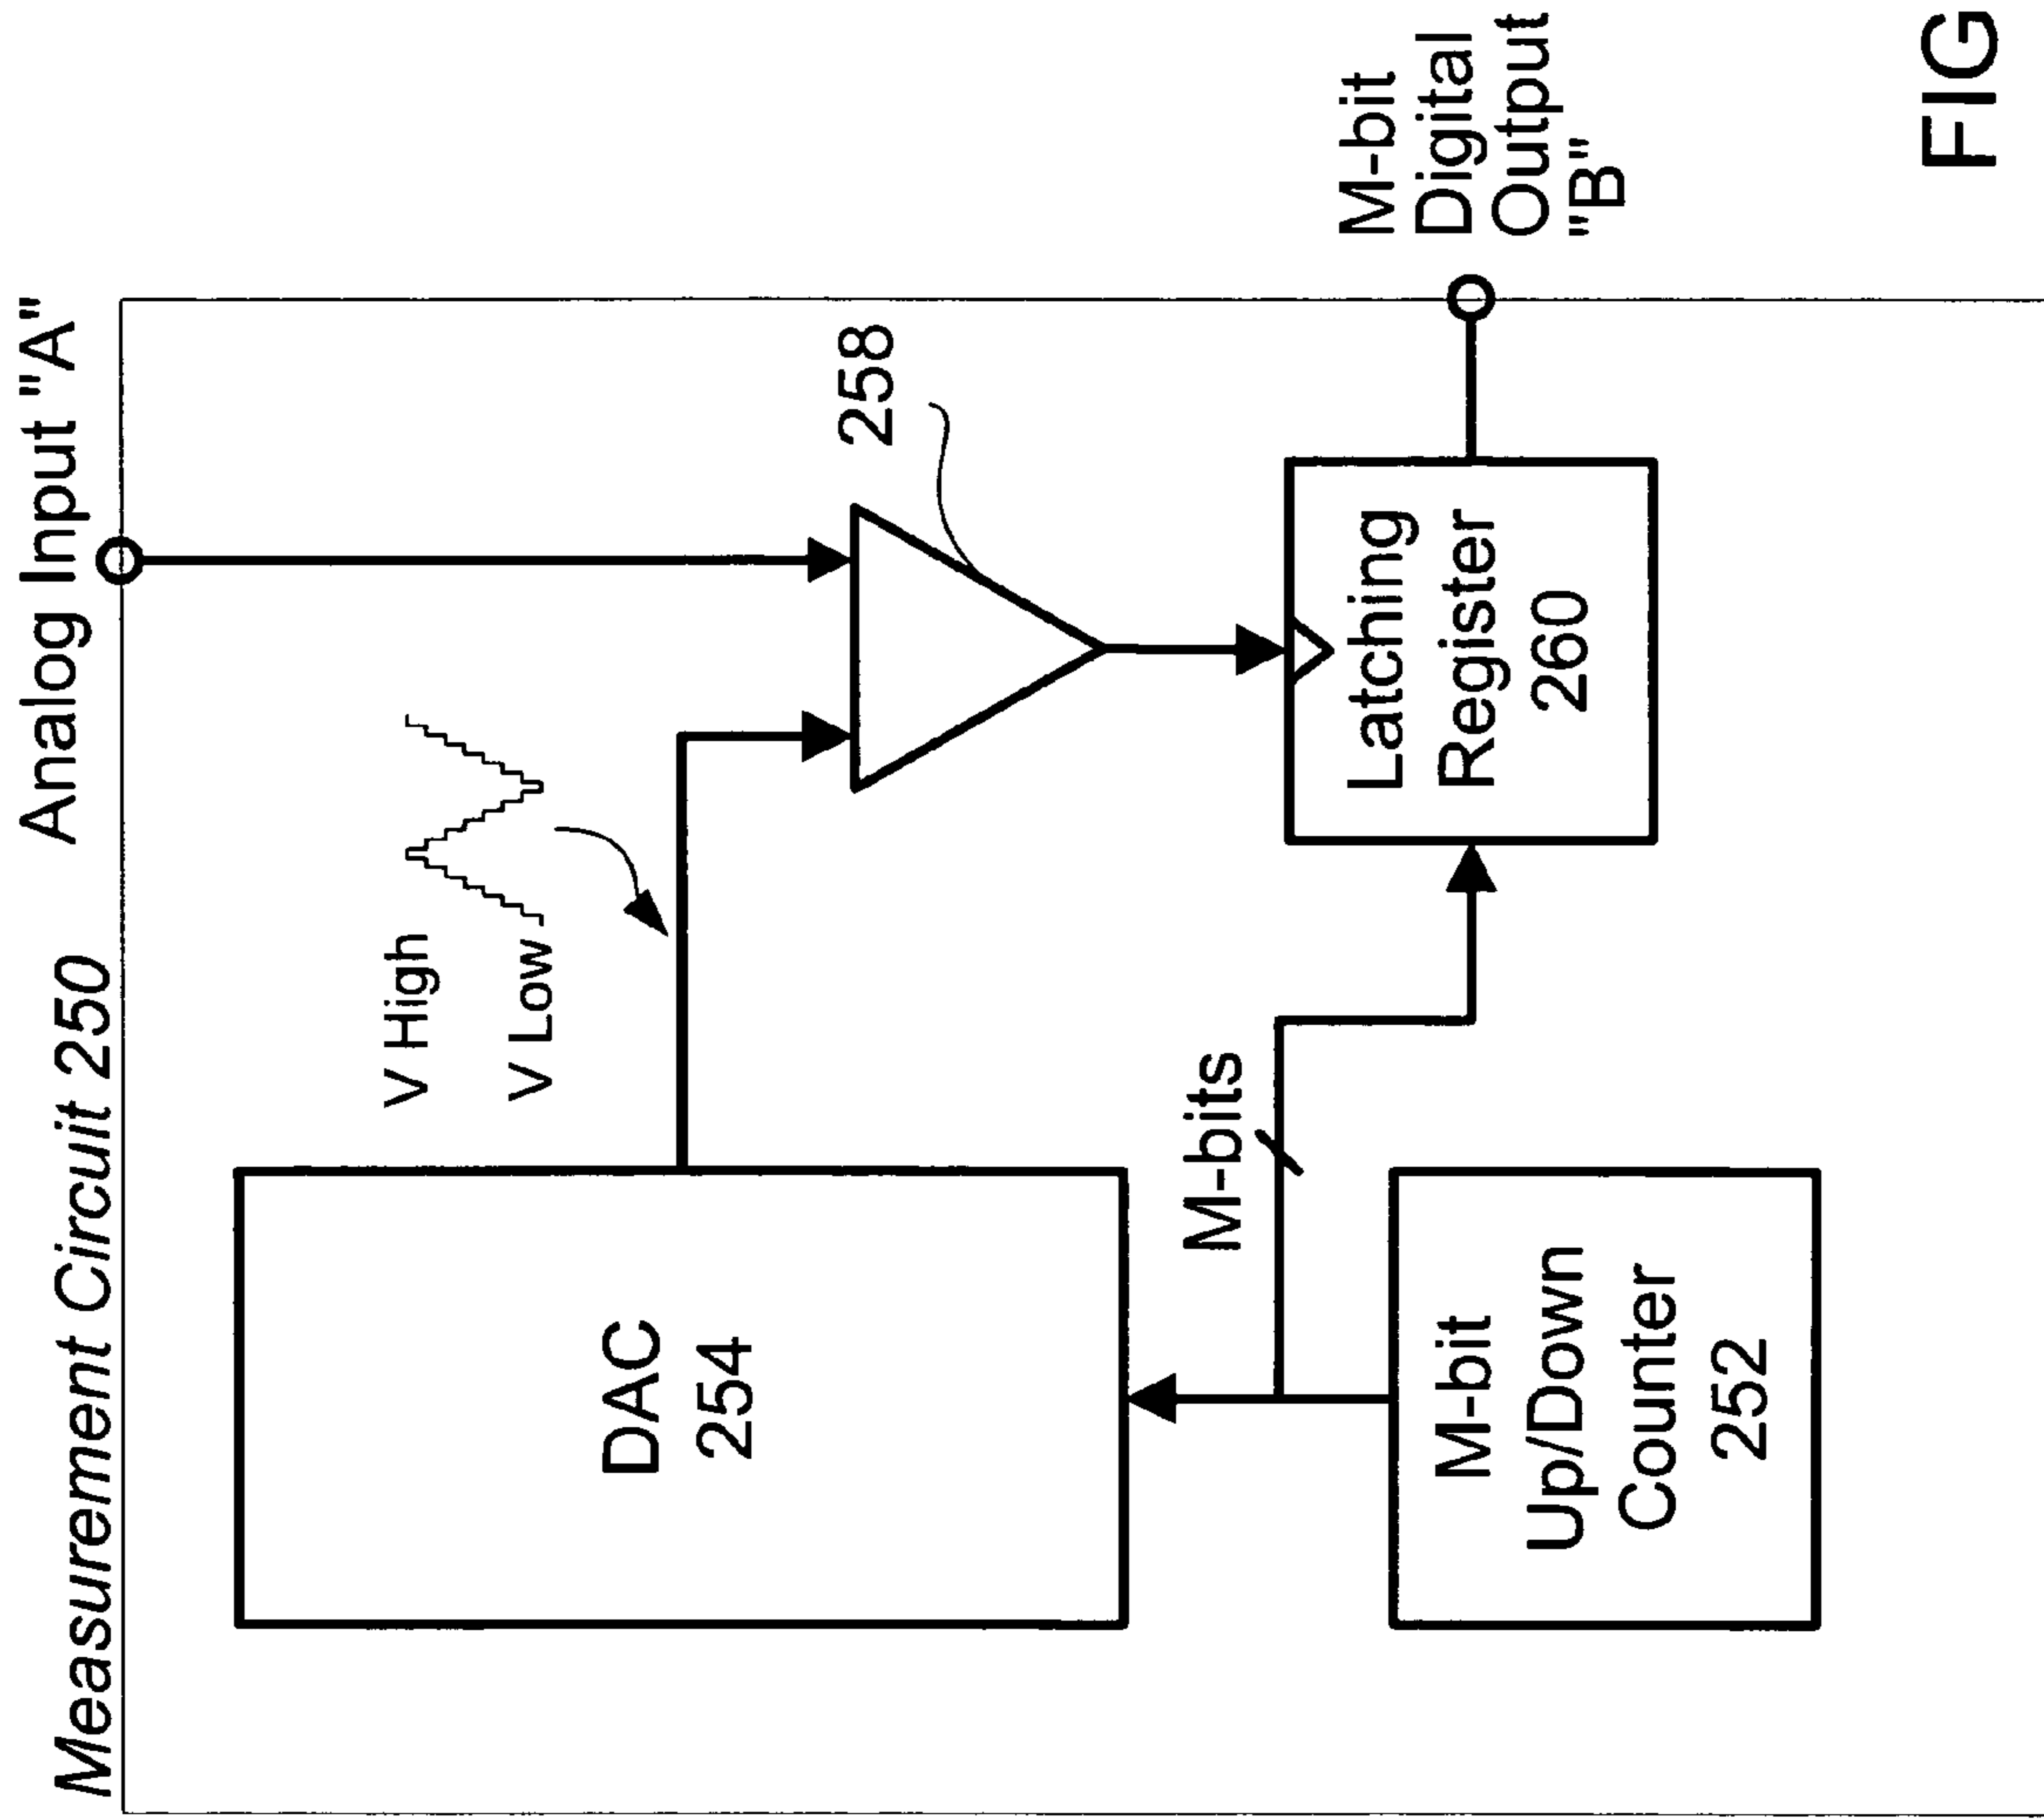 Measurement Circuit 250
Analog Input "A"
V High
V Low
DAC
254
258
M-bits
M-bit
Up/Down
Counter
252
Latching
Register
260
M-bit
Digital
Output
"B"
FIG